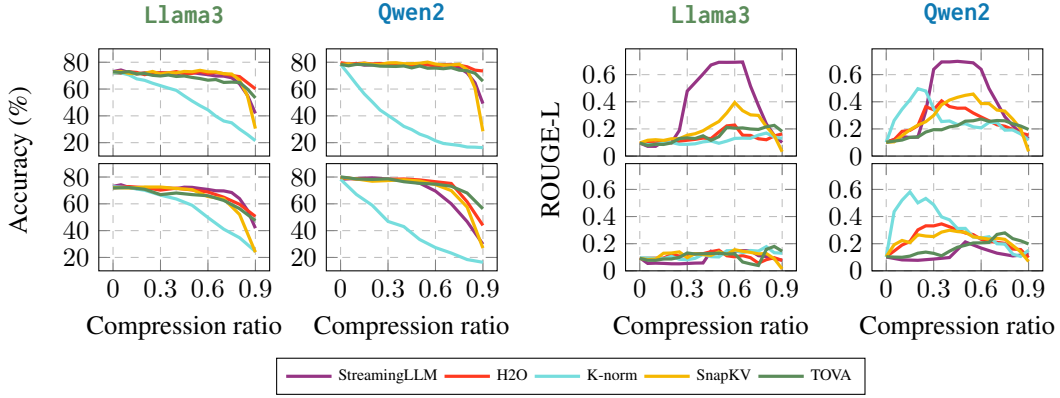 Llama3
Qwen2
Llama3
Qwen2
Accuracy (%)
80
60
40
20
80
60
40
20
0 0.3 0.6 0.9
0 0.3 0.6 0.9
Compression ratio
Compression ratio
ROUGE-L
0.6
0.4
0.2
0
0.6
0.4
0.2
0
0 0.3 0.6 0.9
0 0.3 0.6 0.9
Compression ratio
Compression ratio
StreamingLLM H2O K-norm SnapKV TOVA